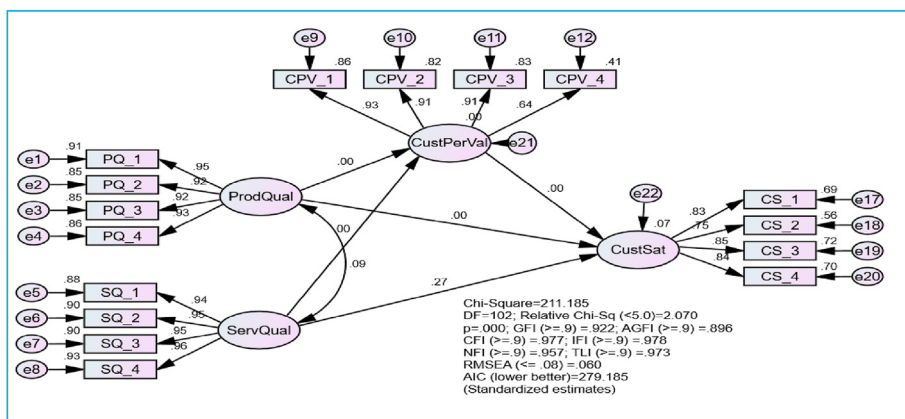 e9 e10 e11 e12
.86 .82 .83 .41
CPV_1 CPV_2 CPV_3 CPV_4
.93 .91 .91 .64
.00
CustPerVal e21
.91
e1 PQ_1
.85 .95
e2 PQ_2
.85 .92
e3 PQ_3
.92
.86 .93
e4 PQ_4
ProdQual
.00
.00
.00
.00
.09
.27
e22
.07
CustSat
.83 CS_1 .69 e17
.75 CS_2 .56 e18
.85 CS_3 .72 e19
.84 CS_4 .70 e20
.88
e5 SQ_1
.90 .94
e6 SQ_2
.90 .95
e7 SQ_3
.95
.93 .96
e8 SQ_4
ServQual
Chi-Square=211.185
DF=102; Relative Chi-Sq (<5.0)=2.070
p=.000; GFI (>=.9) =.922; AGFI (>=.9) =.896
CFI (>=.9) =.977; IFI (>=.9) =.978
NFI (>=.9) =.957; TLI (>=.9) =.973
RMSEA (<= .08) =.060
AIC (lower better)=279.185
(Standardized estimates)